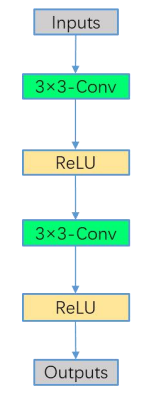 Inputs
3×3-Conv
ReLU
3×3-Conv
ReLU
Outputs